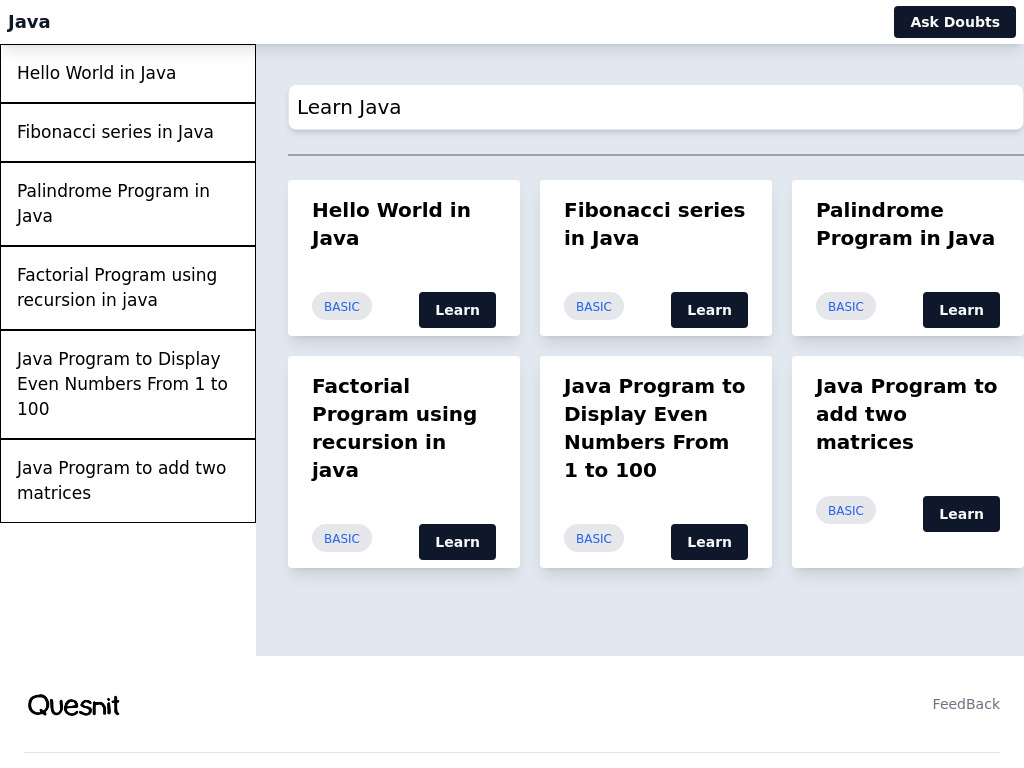 Java
Ask Doubts
Hello World in Java
Fibonacci series in Java
Palindrome Program in
Java
Factorial Program using
recursion in java
Java Program to Display
Even Numbers From 1 to
100
Java Program to add two
matrices
Learn Java
Hello World in
Java
BASIC
Learn
Fibonacci series
in Java
BASIC
Learn
Palindrome
Program in Java
BASIC
Learn
Factorial
Program using
recursion in
java
BASIC
Learn
Java Program to
Display Even
Numbers From
1 to 100
BASIC
Learn
Java Program to
add two
matrices
BASIC
Learn
Quesnit
FeedBack